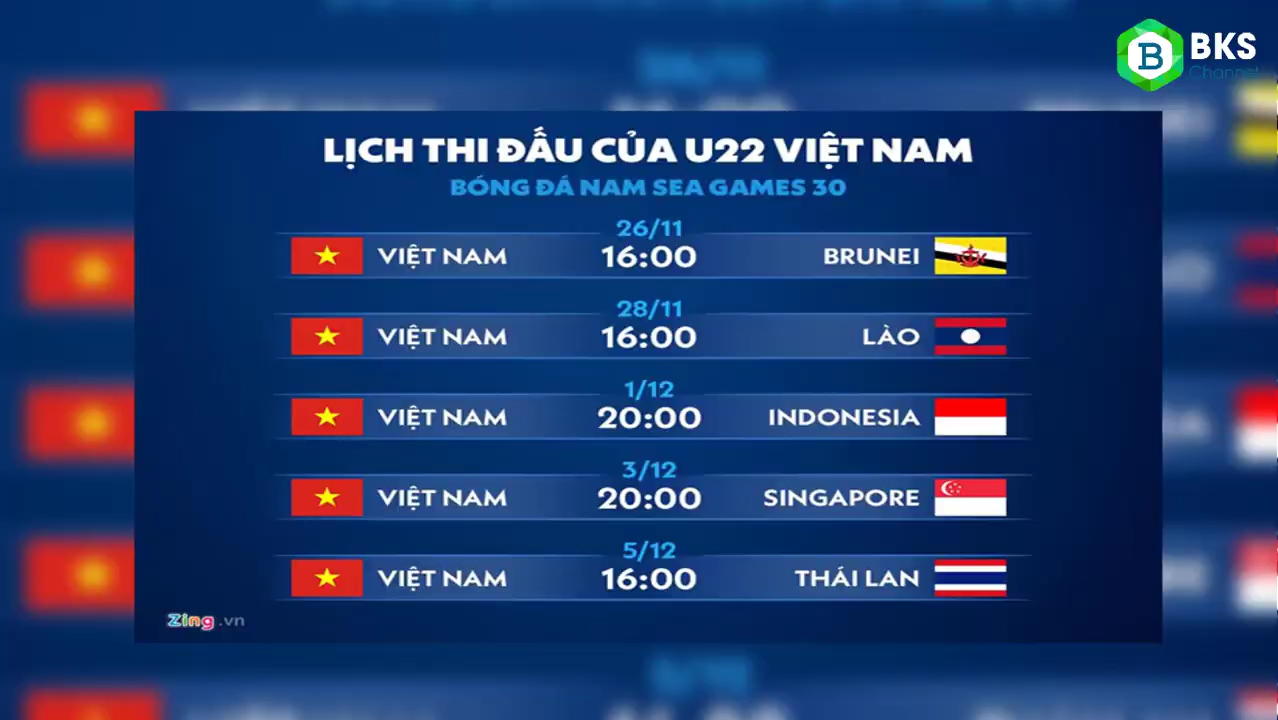 BKS
Channel
LỊCH THI ĐẤU CỦA U22 VIỆT NAM
BÓNG ĐÁ NAM SEA GAMES 30
26/11
VIỆT NAM 16:00 BRUNEI
28/11
VIỆT NAM 16:00 LÀO
1/12
VIỆT NAM 20:00 INDONESIA
3/12
VIỆT NAM 20:00 SINGAPORE
5/12
VIỆT NAM 16:00 THÁI LAN
Zing.vn